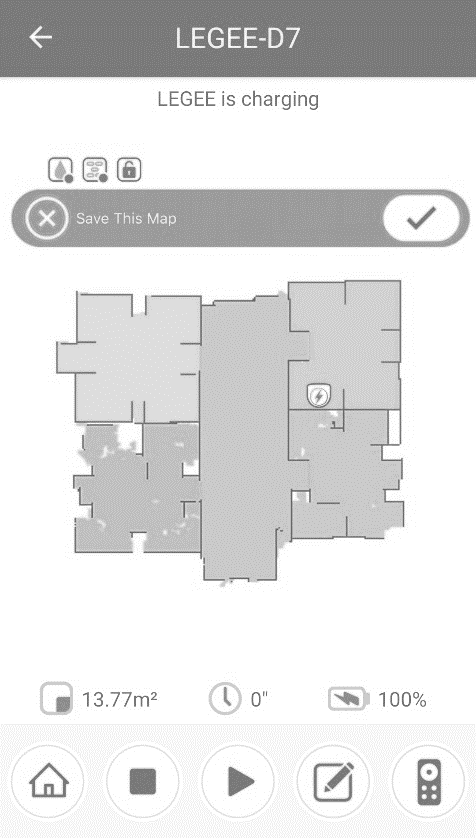 LEGEE-D7
LEGEE is charging
Save This Map
13.77m² 0" 100%